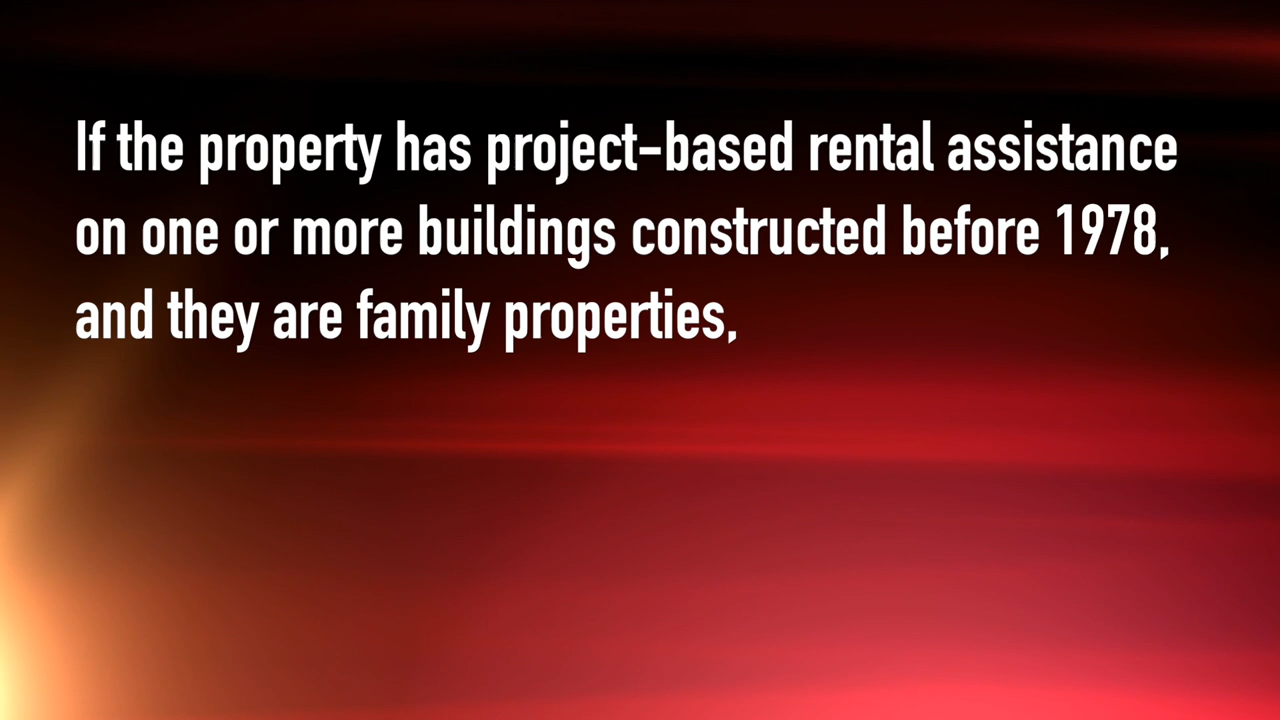 If the property has project-based rental assistance
on one or more buildings constructed before 1978,
and they are family properties,